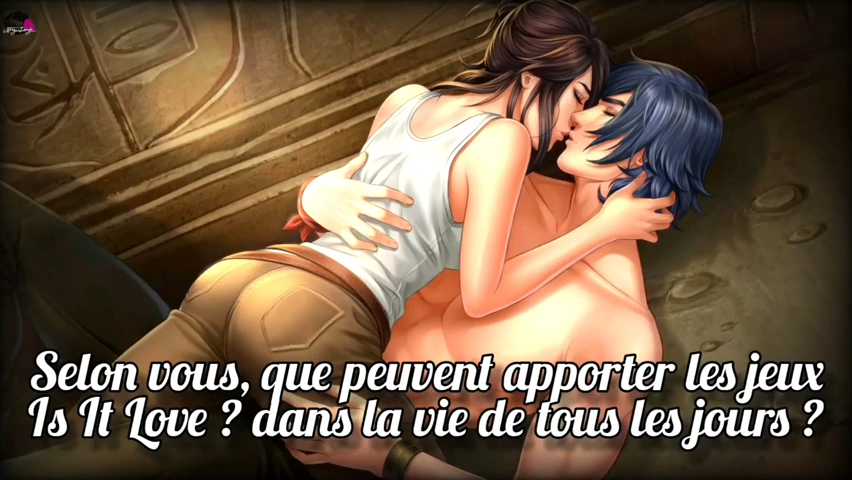 Selon vous, que peuvent apporter les jeux
Is It Love ? dans la vie de tous les jours ?